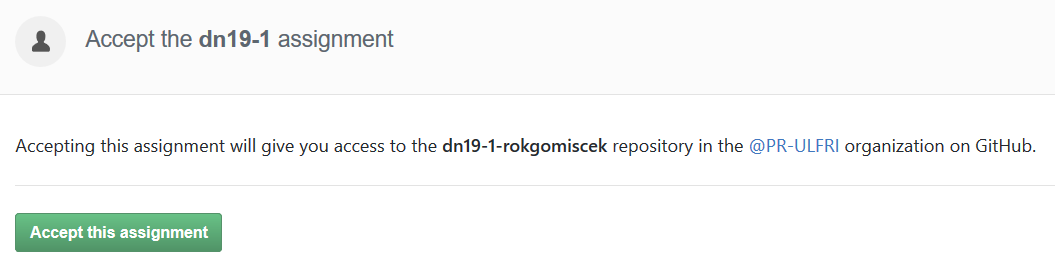 Accept the dn19-1 assignment
Accepting this assignment will give you access to the dn19-1-rokgomiscek repository in the @PR-ULFRI organization on GitHub.
Accept this assignment